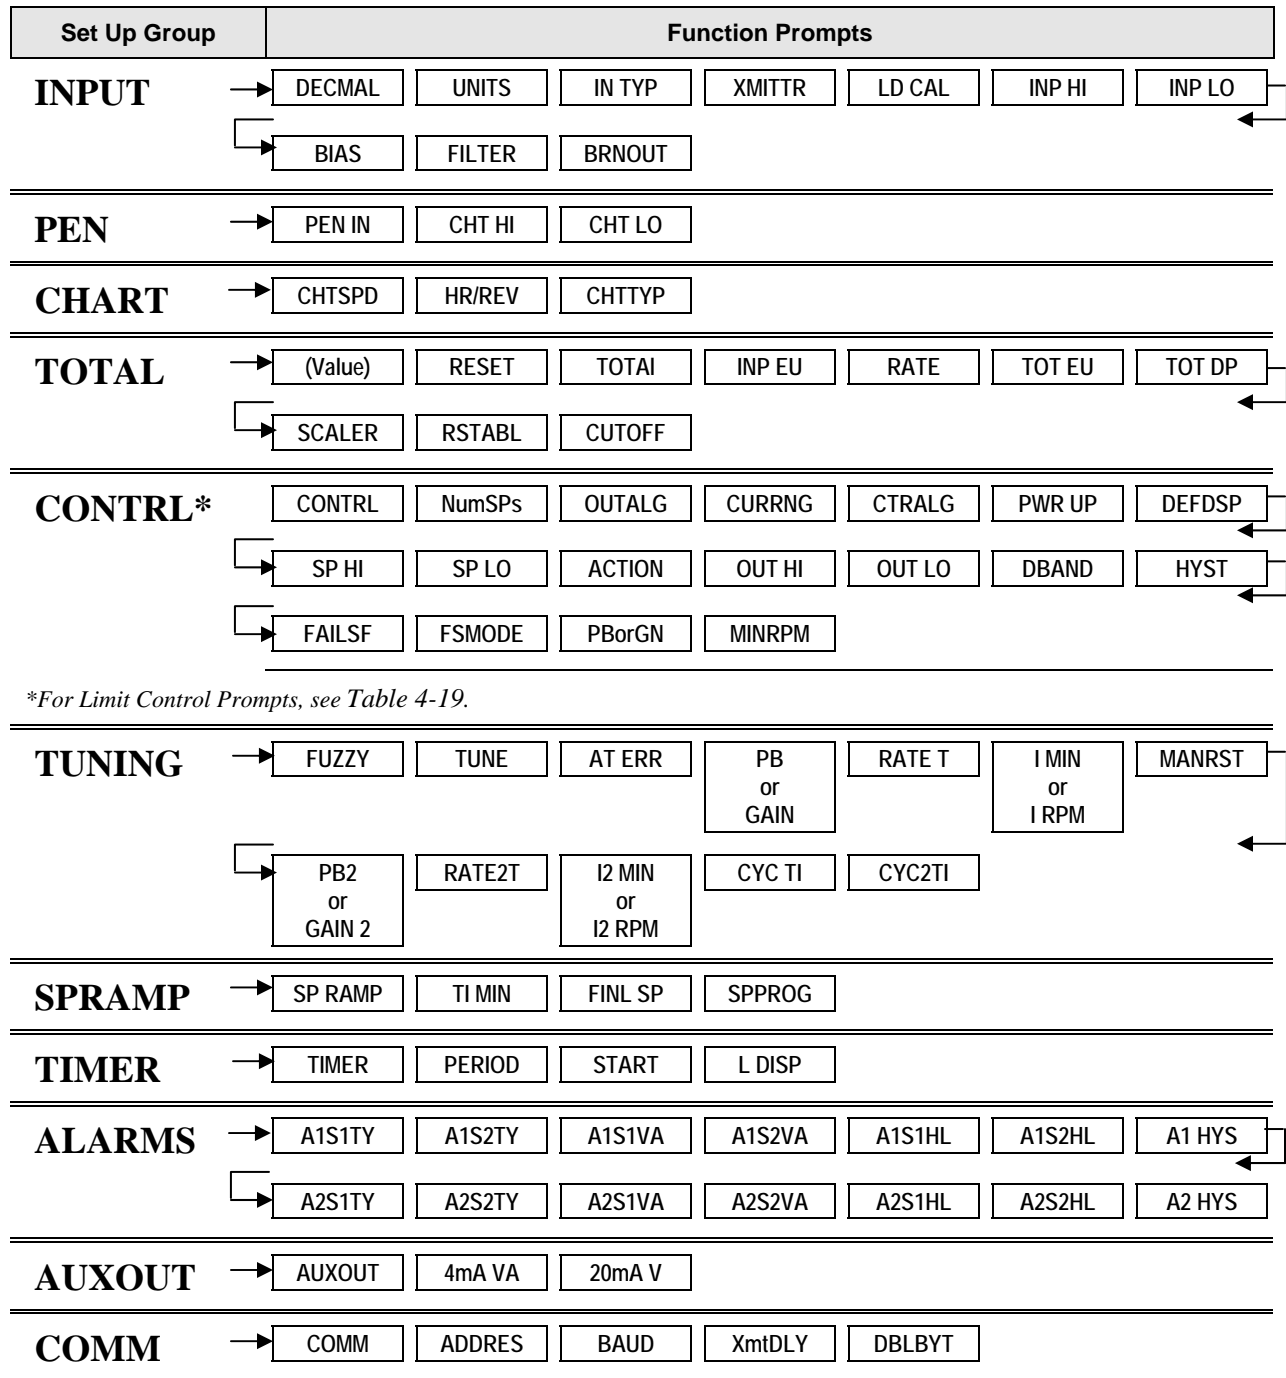 Set Up Group Function Prompts
INPUT DECMAL UNITS IN TYP XMITTR LD CAL INP HI INP LO
BIAS FILTER BRNOUT
PEN PEN IN CHT HI CHT LO
CHART CHTSPD HR/REV CHTTYP
TOTAL (Value) RESET TOTAI INP EU RATE TOT EU TOT DP
SCALER RSTABL CUTOFF
CONTRL* CONTRL NumSPs OUTALG CURRNG CTRALG PWR UP DEFDSP
SP HI SP LO ACTION OUT HI OUT LO DBAND HYST
FAILSF FSMODE PBorGN MINRPM
*For Limit Control Prompts, see Table 4-19.
TUNING FUZZY TUNE AT ERR PB RATE T I MIN MANRST
or or
GAIN I RPM
PB2 RATE2T I2 MIN CYC TI CYC2TI
or or
GAIN 2 I2 RPM
SPRAMP SP RAMP TI MIN FINL SP SPPROG
TIMER TIMER PERIOD START L DISP
ALARMS A1S1TY A1S2TY A1S1VA A1S2VA A1S1HL A1S2HL A1 HYS
A2S1TY A2S2TY A2S1VA A2S2VA A2S1HL A2S2HL A2 HYS
AUXOUT AUXOUT 4mA VA 20mA V
COMM COMM ADDRES BAUD XmtDLY DBLBYT